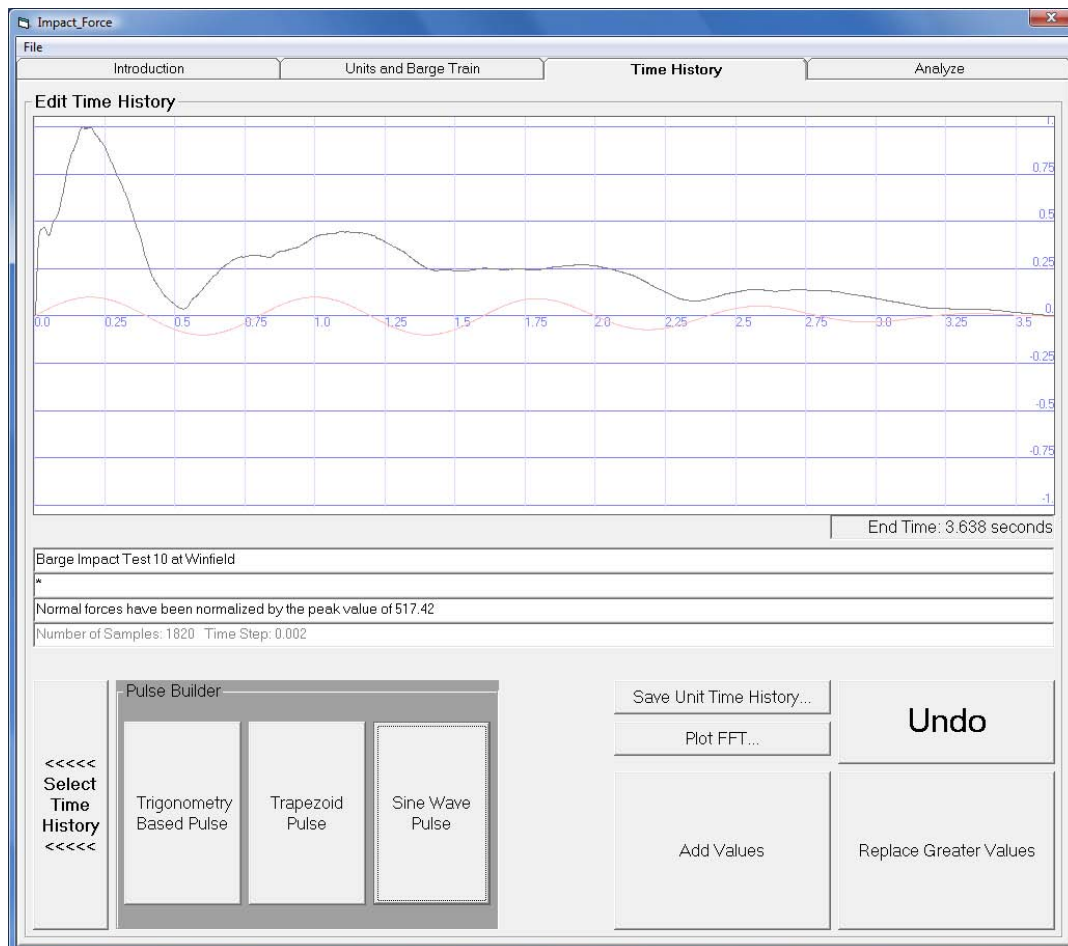 Impact_Force
File
Introduction
Units and Barge Train
Time History
Analyze
Edit Time History
1.
0.75
0.5
0.25
0.0 0.25 0.5 0.75 1.0 1.25 1.5 1.75 2.0 2.25 2.5 2.75 3.0 3.25 3.5 0.
-0.25
-0.5
-0.75
-1.
End Time: 3.638 seconds
Barge Impact Test 10 at Winfield
*
Normal forces have been normalized by the peak value of 517.42
Number of Samples: 1820 Time Step: 0.002
<<<<<
Select
Time
History
<<<<<
Pulse Builder
Trigonometry
Based Pulse
Trapezoid
Pulse
Sine Wave
Pulse
Save Unit Time History...
Plot FFT...
Undo
Add Values
Replace Greater Values